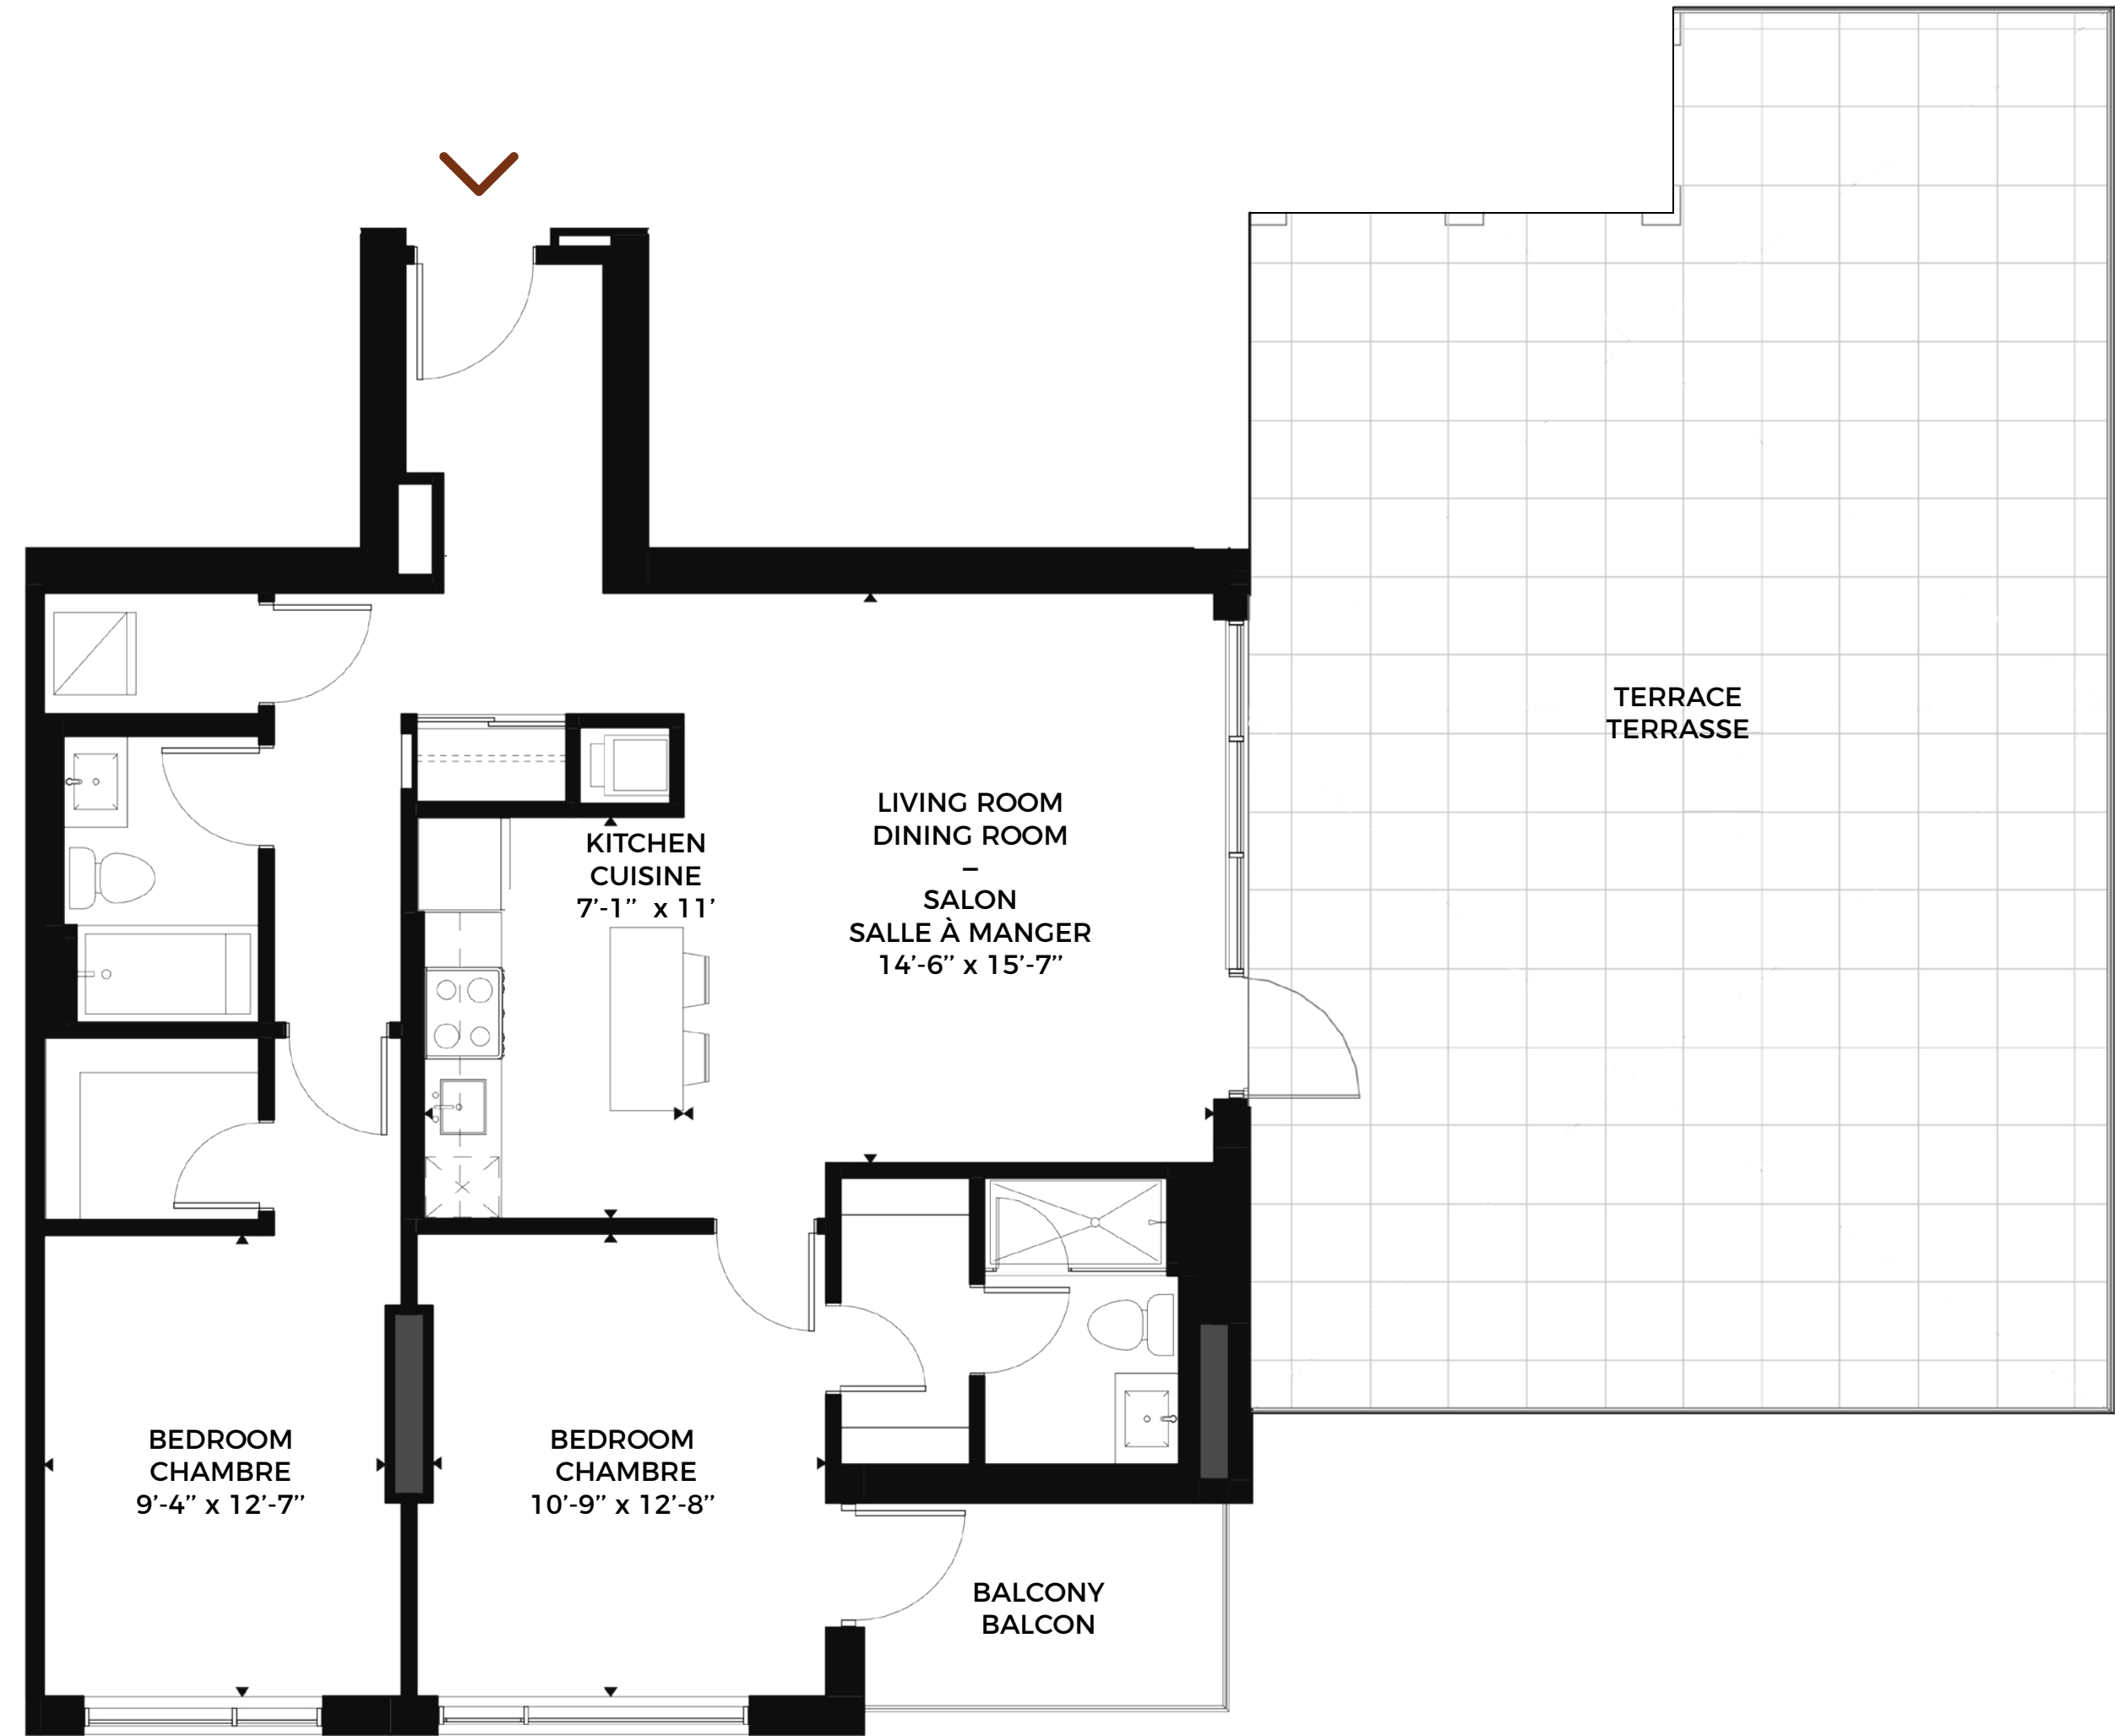 TERRACE
TERRASSE
LIVING ROOM
DINING ROOM
–
SALON
SALLE À MANGER
14’-6” x 15’-7”
KITCHEN
CUISINE
7’-1” x 11’
BEDROOM
CHAMBRE
9’-4” x 12’-7”
BEDROOM
CHAMBRE
10’-9” x 12’-8”
BALCONY
BALCON